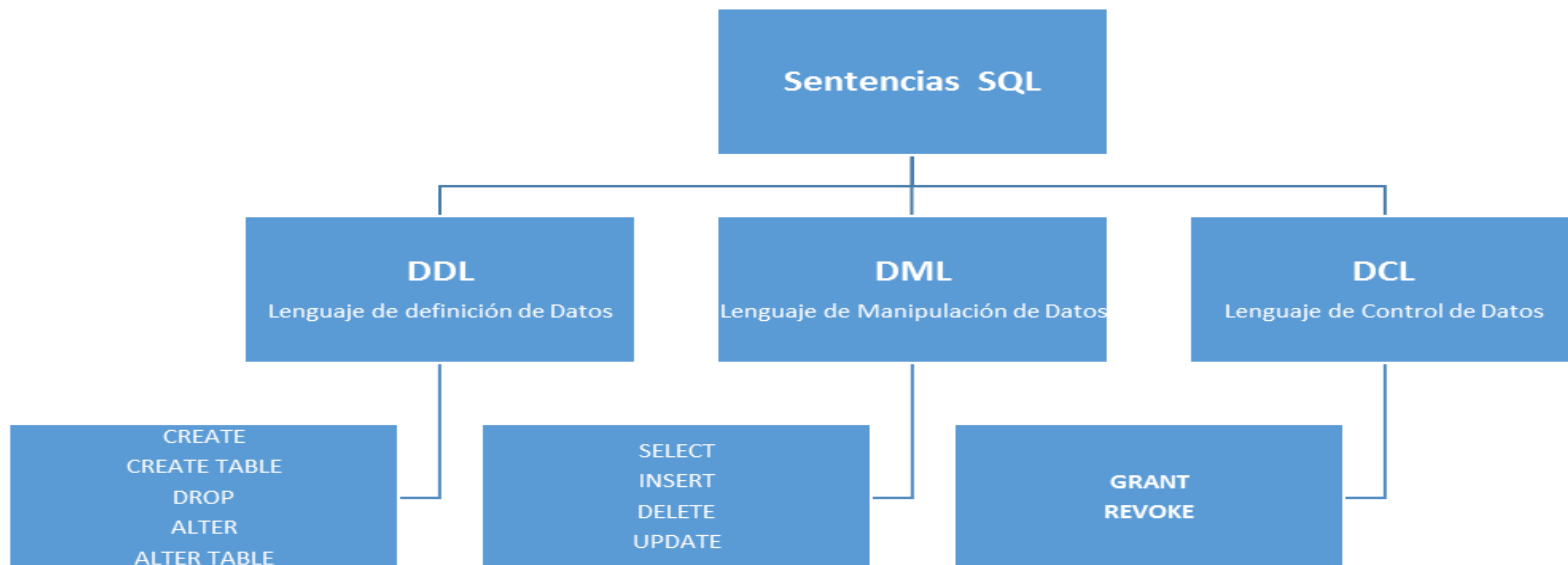 Sentencias SQL
DDL
Lenguaje de definición de Datos
DML
Lenguaje de Manipulación de Datos
DCL
Lenguaje de Control de Datos
CREATE
CREATE TABLE
DROP
ALTER
ALTER TABLE
SELECT
INSERT
DELETE
UPDATE
GRANT
REVOKE